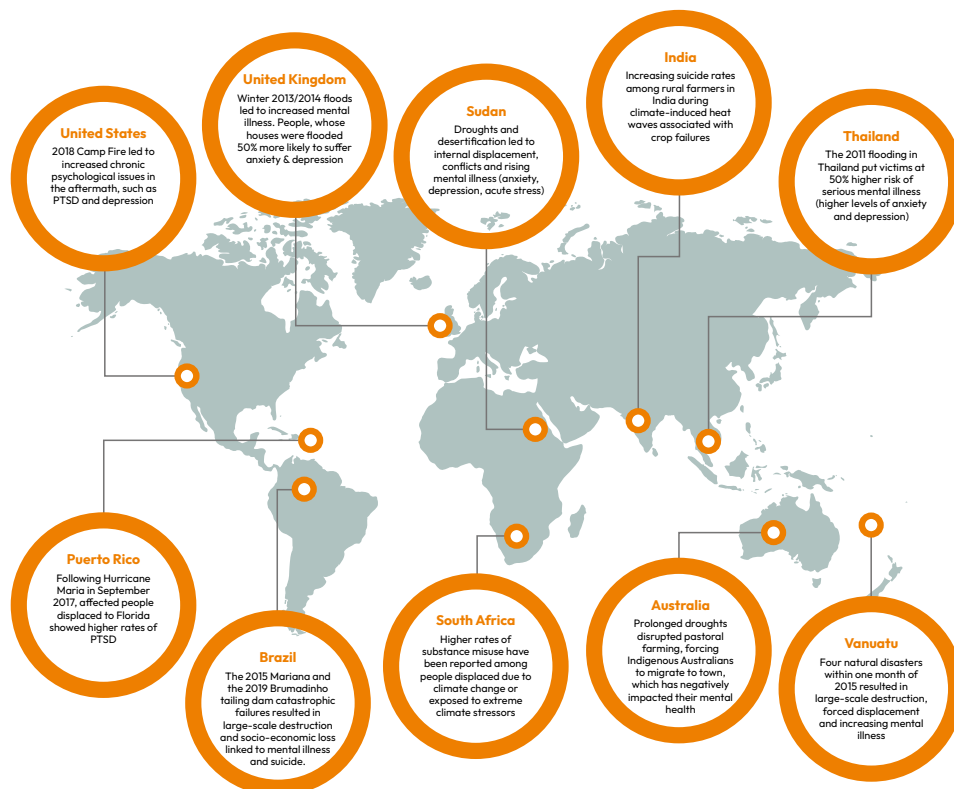 United States
2018 Camp Fire led to
increased chronic
psychological issues in
the aftermath, such as
PTSD and depression
United Kingdom
Winter 2013/2014 floods
led to increased mental
illness. People, whose
houses were flooded
50% more likely to suffer
anxiety & depression
Sudan
Droughts and
desertification led to
internal displacement,
conflicts and rising
mental illness (anxiety,
depression, acute stress)
India
Increasing suicide rates
among rural farmers in
India during
climate-induced heat
waves associated with
crop failures
Thailand
The 2011 flooding in
Thailand put victims at
50% higher risk of
serious mental illness
(higher levels of anxiety
and depression)
Puerto Rico
Following Hurricane
Maria in September
2017, affected people
displaced to Florida
showed higher rates of
PTSD
Brazil
The 2015 Mariana and
the 2019 Brumadinho
tailing dam catastrophic
failures resulted in
large-scale destruction
and socio-economic loss
linked to mental illness
and suicide.
South Africa
Higher rates of
substance misuse have
been reported among
people displaced due to
climate change or
exposed to extreme
climate stressors
Australia
Prolonged droughts
disrupted pastoral
farming, forcing
Indigenous Australians
to migrate to town,
which has negatively
impacted their mental
health
Vanuatu
Four natural disasters
within one month of
2015 resulted in
large-scale destruction,
forced displacement
and increasing mental
illness